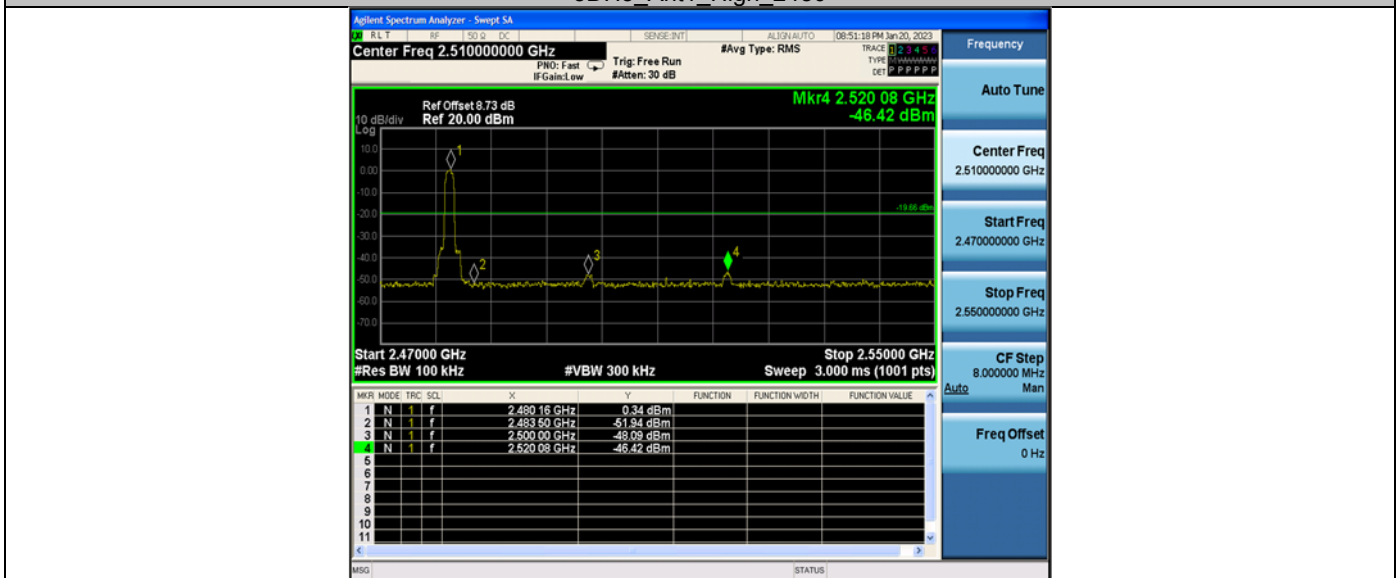 Agilent Spectrum Analyzer - Swept SA
RLT RF 50 Ω DC SENSE:INT ALIGNAUTO 08:51:18 PM Jan 20, 2023
Center Freq 2.510000000 GHz #Avg Type: RMS TRACE 1 2 3 4 5 6
PNO: Fast Trig: Free Run TYPE MWWWWW
IFGain:Low #Atten: 30 dB DET P P P P P P
Frequency
Auto Tune
Center Freq
2.510000000 GHz
Start Freq
2.470000000 GHz
Stop Freq
2.550000000 GHz
CF Step
8.000000 MHz
Auto Man
Freq Offset
0 Hz
Mkr4 2.520 08 GHz
-46.42 dBm
Ref Offset 8.73 dB
10 dB/div Ref 20.00 dBm
Log
10.0
0.00
-10.0
-20.0
-30.0
-40.0
-50.0
-60.0
-70.0
1
2
3
4
-19.66 dBm
Start 2.47000 GHz Stop 2.55000 GHz
#Res BW 100 kHz #VBW 300 kHz Sweep 3.000 ms (1001 pts)
MKR MODE TRC SCL X Y FUNCTION FUNCTION WIDTH FUNCTION VALUE
1 N 1 f 2.480 16 GHz 0.34 dBm
2 N 1 f 2.483 50 GHz -51.94 dBm
3 N 1 f 2.500 00 GHz -48.09 dBm
4 N 1 f 2.520 08 GHz -46.42 dBm
5
6
7
8
9
10
11
MSG STATUS